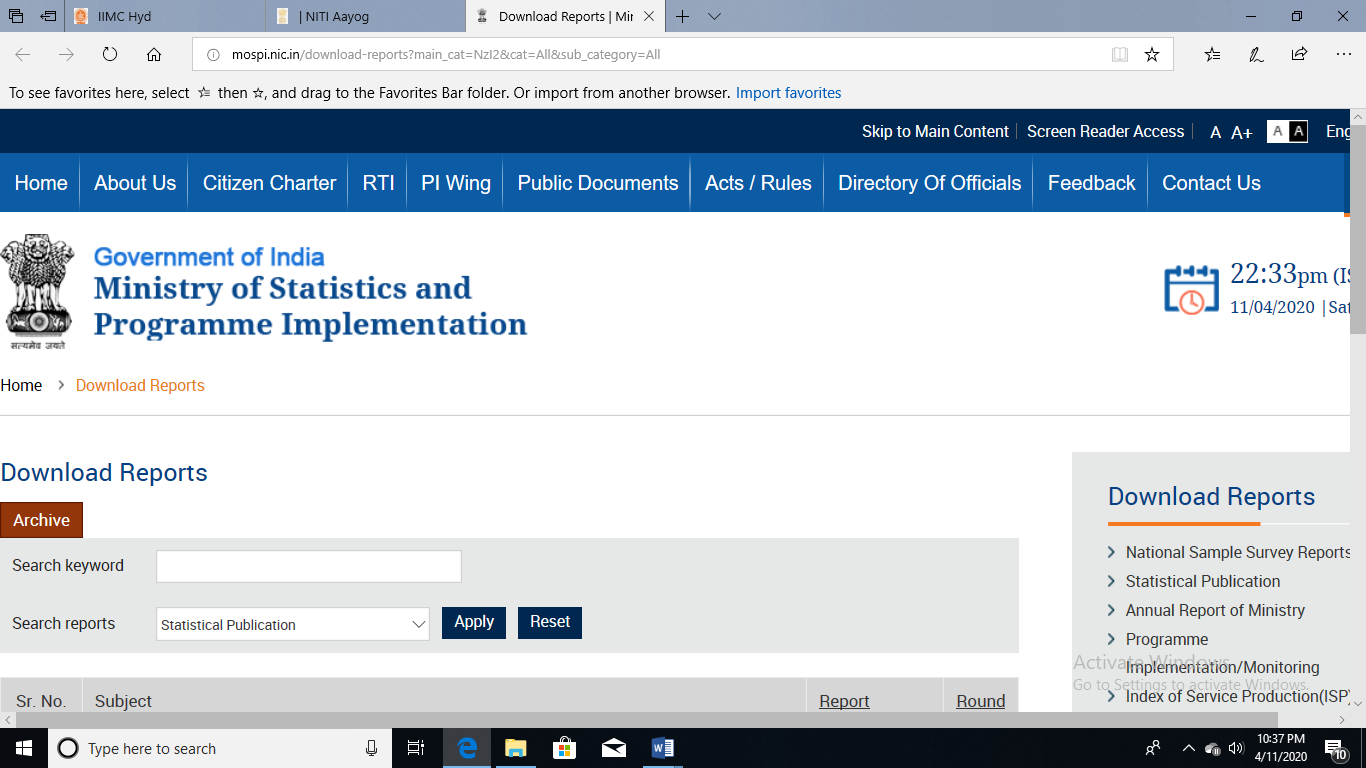 IIMC Hyd
| NITI Aayog
Download Reports | Mir
mospi.nic.in/download-reports?main_cat=NzI2&cat=All&sub_category=All
To see favorites here, select then , and drag to the Favorites Bar folder. Or import from another browser. Import favorites
Skip to Main Content Screen Reader Access A A+ A A Eng
Home About Us Citizen Charter RTI PI Wing Public Documents Acts / Rules Directory Of Officials Feedback Contact Us
Government of India
Ministry of Statistics and
Programme Implementation
सत्यमेव जयते
22:33pm (IS
11/04/2020 |Sat
Home > Download Reports
Download Reports
Archive
Search keyword
Search reports Statistical Publication Apply Reset
Sr. No. Subject Report Round
Download Reports
National Sample Survey Reports
Statistical Publication
Annual Report of Ministry
Programme
Implementation/Monitoring
Index of Service Production(ISP)
Activate Windows
Go to Settings to activate Windows.
Type here to search
10:37 PM
4/11/2020
10